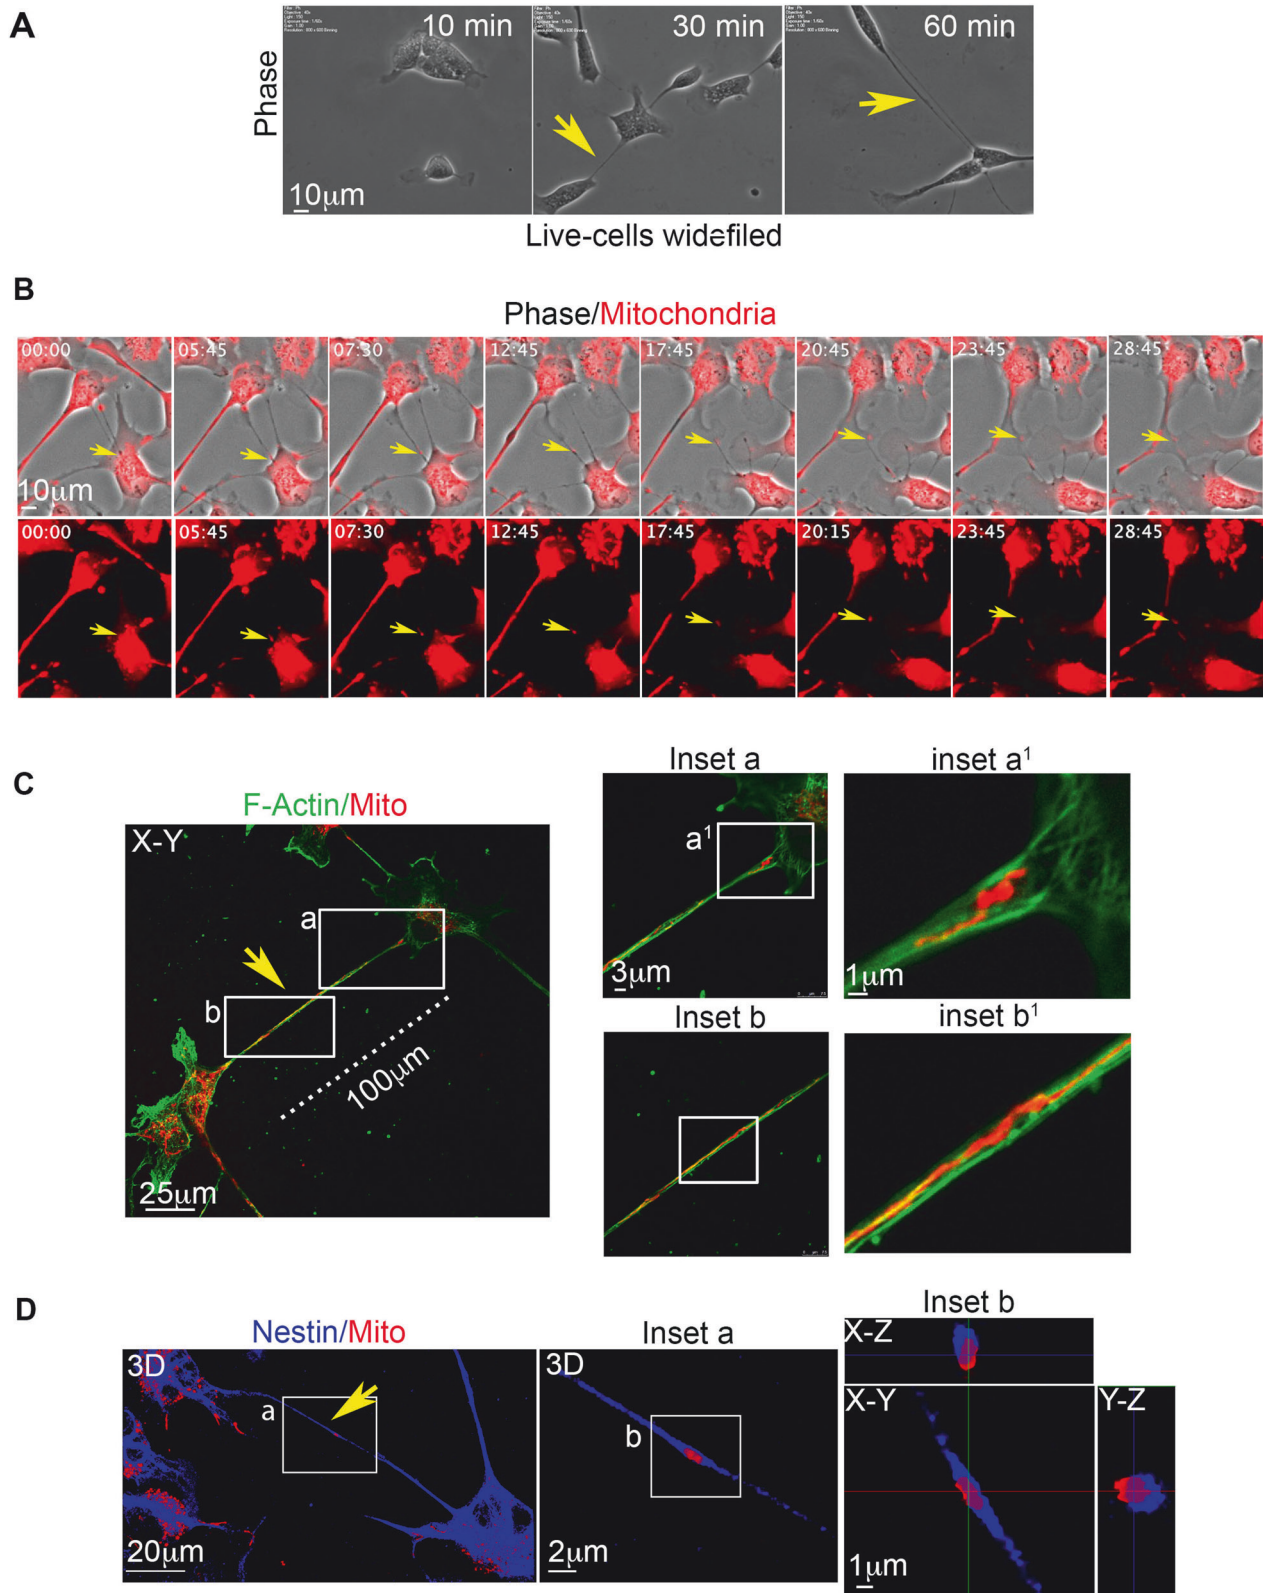 A
Phase
10 min
30 min
60 min
10μm
Live-cells widefiled
B
Phase/Mitochondria
00:00
05:45
07:30
12:45
17:45
20:45
23:45
28:45
10μm
00:00
05:45
07:30
12:45
17:45
20:15
23:45
28:45
C
F-Actin/Mito
X-Y
a
b
100μm
25μm
Inset a
a1
3μm
inset a1
1μm
Inset b
inset b1
D
Nestin/Mito
3D
a
20μm
Inset a
3D
b
2μm
Inset b
X-Z
X-Y
Y-Z
1μm